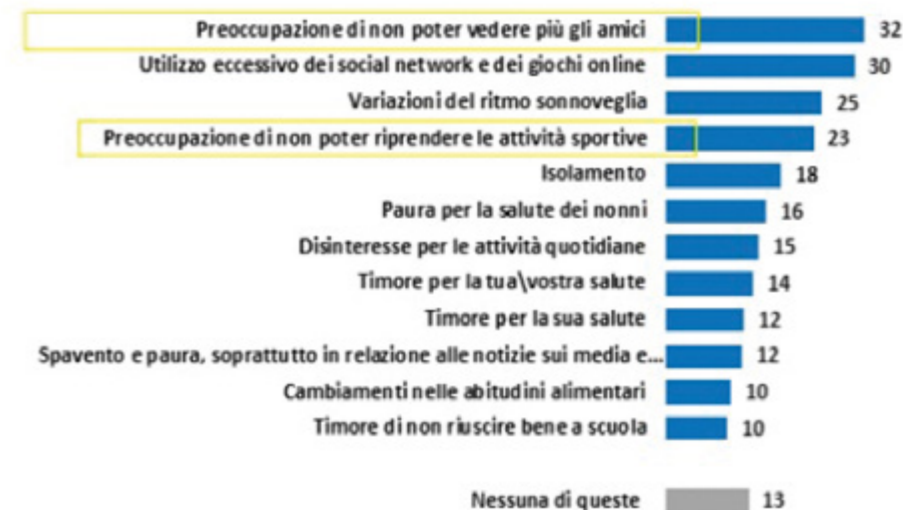 Preoccupazione di non poter vedere più gli amici 32
Utilizzo eccessivo dei social network e dei giochi online 30
Variazioni del ritmo sonnoveglia 25
Preoccupazione di non poter riprendere le attività sportive 23
Isolamento 18
Paura per la salute dei nonni 16
Disinteresse per le attività quotidiane 15
Timore per la tua\vostra salute 14
Timore per la sua salute 12
Spavento e paura, soprattutto in relazione alle notizie sui media e... 12
Cambiamenti nelle abitudini alimentari 10
Timore di non riuscire bene a scuola 10
Nessuna di queste 13